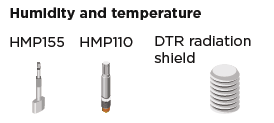 Humidity and temperature
HMP155 HMP110 DTR radiation
shield